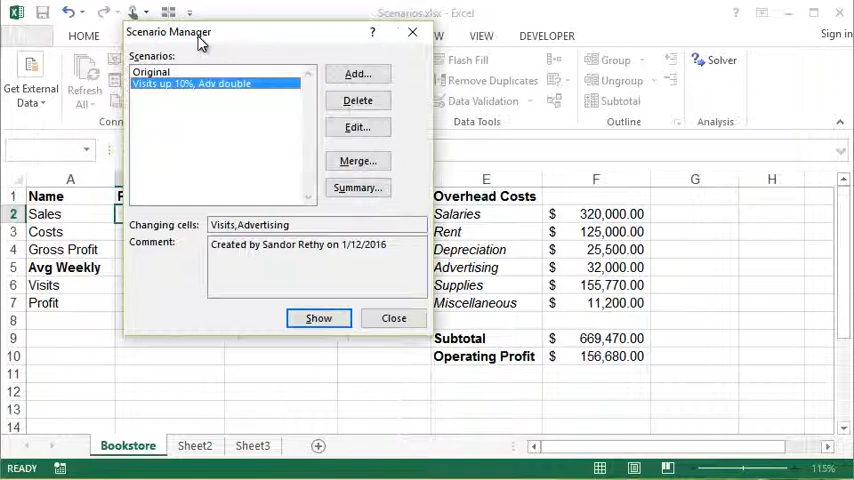 Scenarios.xlsx - Excel
Scenario Manager
HOME
DEVELOPER
Sign in
Scenarios:
Original
Visits up 10%, Adv double
Add...
Delete
Edit...
Merge...
Summary...
Changing cells:
Visits,Advertising
Comment:
Created by Sandor Rethy on 1/12/2016
Show
Close
Get External
Data
Refresh
All
Flash Fill
Remove Duplicates
Data Validation
Data Tools
Group
Ungroup
Subtotal
Outline
Solver
Analysis
A E F G H
1 Name Overhead Costs
2 Sales Salaries $ 320,000.00
3 Costs Rent $ 125,000.00
4 Gross Profit Depreciation $ 25,500.00
5 Avg Weekly Advertising $ 32,000.00
6 Visits Supplies $ 155,770.00
7 Profit Miscellaneous $ 11,200.00
8
9 Subtotal $ 669,470.00
10 Operating Profit $ 156,680.00
11
12
13
14
Bookstore Sheet2 Sheet3
READY
115%